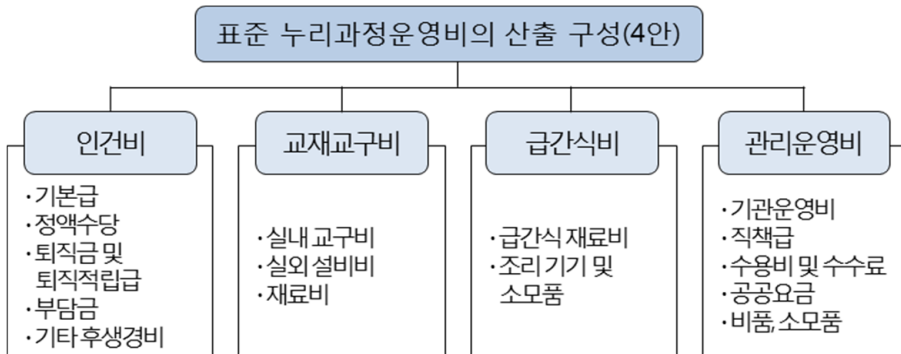 표준 누리과정운영비의 산출 구성(4안)
인건비
·기본급
·정액수당
·퇴직금 및
퇴직적립급
·부담금
·기타 후생경비
교재교구비
·실내 교구비
·실외 설비비
·재료비
급간식비
·급간식 재료비
·조리 기기 및
소모품
관리운영비
·기관운영비
·직책급
·수용비 및 수수료
·공공요금
·비품, 소모품